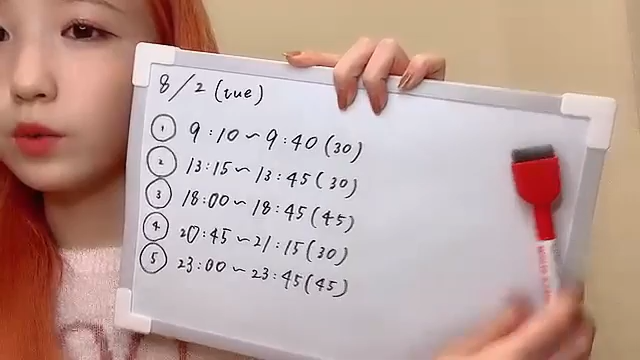 8/2 (tue)
① 9:10~9:40 (30)
② 13:15~13:45 (30)
③ 18:00~18:45 (45)
④ 20:45~21:15 (30)
⑤ 23:00~23:45 (45)